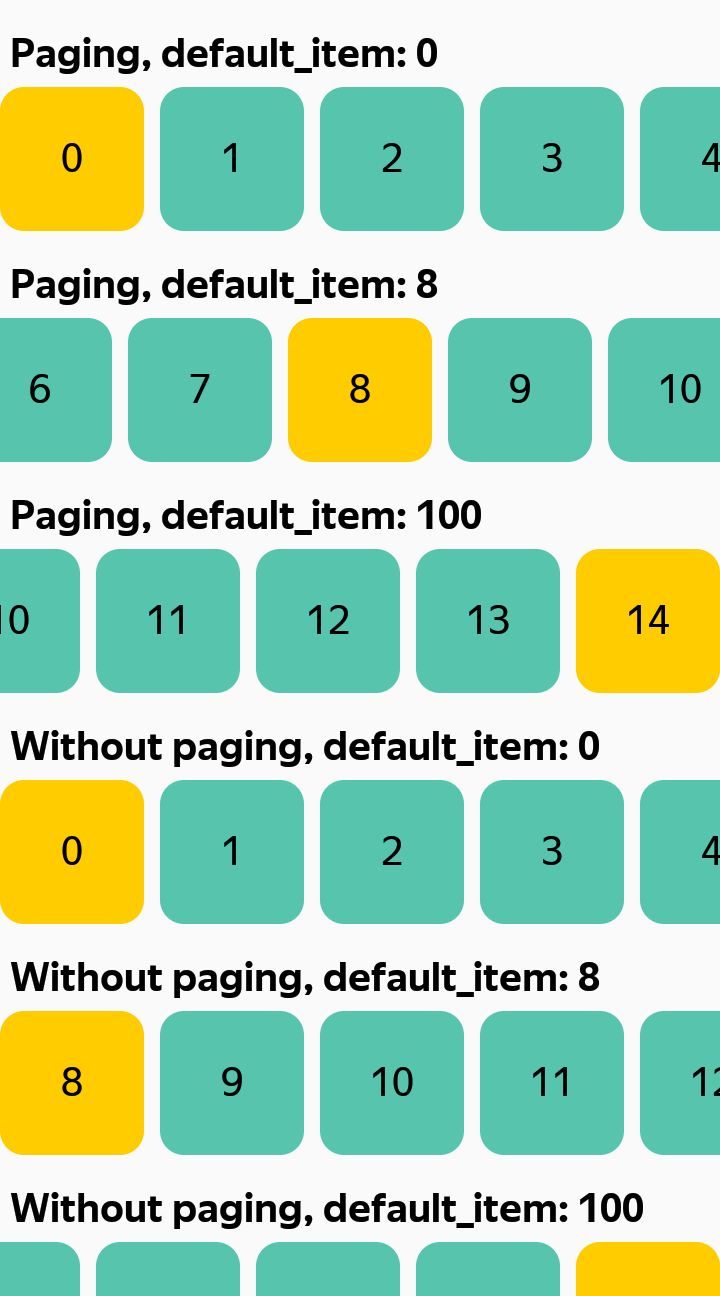 Paging, default_item: 0
0 1 2 3 4
Paging, default_item: 8
6 7 8 9 10
Paging, default_item: 100
10 11 12 13 14
Without paging, default_item: 0
0 1 2 3 4
Without paging, default_item: 8
8 9 10 11 12
Without paging, default_item: 100